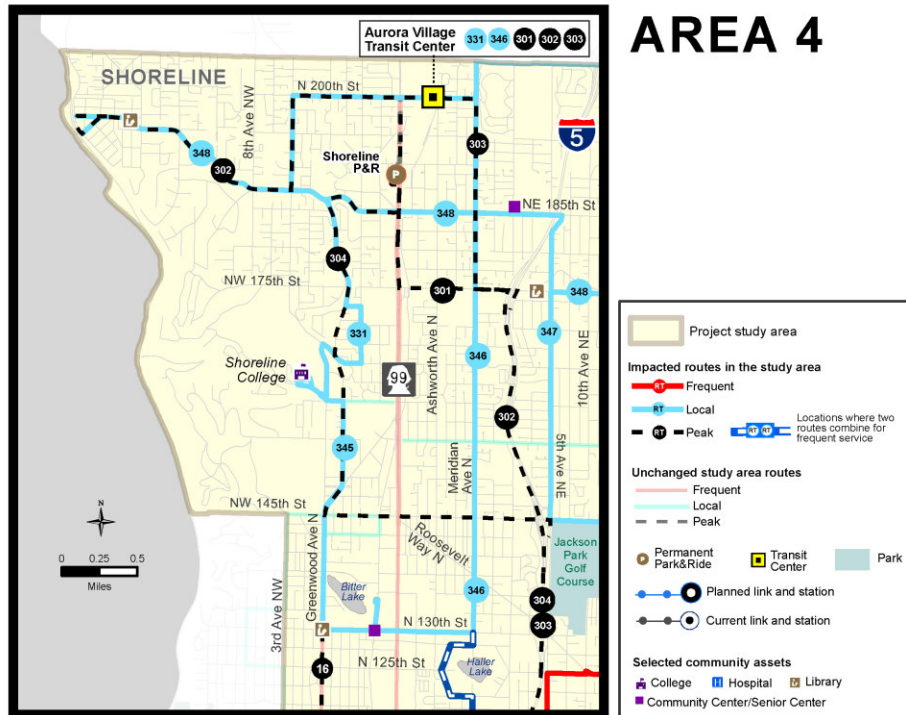 AREA 4
Aurora Village
Transit Center
331 346 301 302 303
SHORELINE
N 200th St
8th Ave NW
5
303
348
302
Shoreline
P&R
P
348
NE 185th St
304
NW 175th St
301
348
331
347
Shoreline
College
99
Ashworth Ave N
346
10th Ave NE
302
345
Meridian
Ave N
5th Ave NE
NW 145th St
N
0 0.25 0.5
Miles
Greenwood Ave N
Roosevelt
Way N
Jackson
Park
Golf
Course
3rd Ave NW
Bitter
Lake
346
304
N 130th St
303
N 125th St
Haller
Lake
16
Project study area
Impacted routes in the study area
RT Frequent
RT Local
RT Peak
RT RT
Locations where two
routes combine for
frequent service
Unchanged study area routes
Frequent
Local
Peak
P Permanent
Park&Ride
Transit
Center
Park
Planned link and station
Current link and station
Selected community assets
College
H Hospital
Library
Community Center/Senior Center